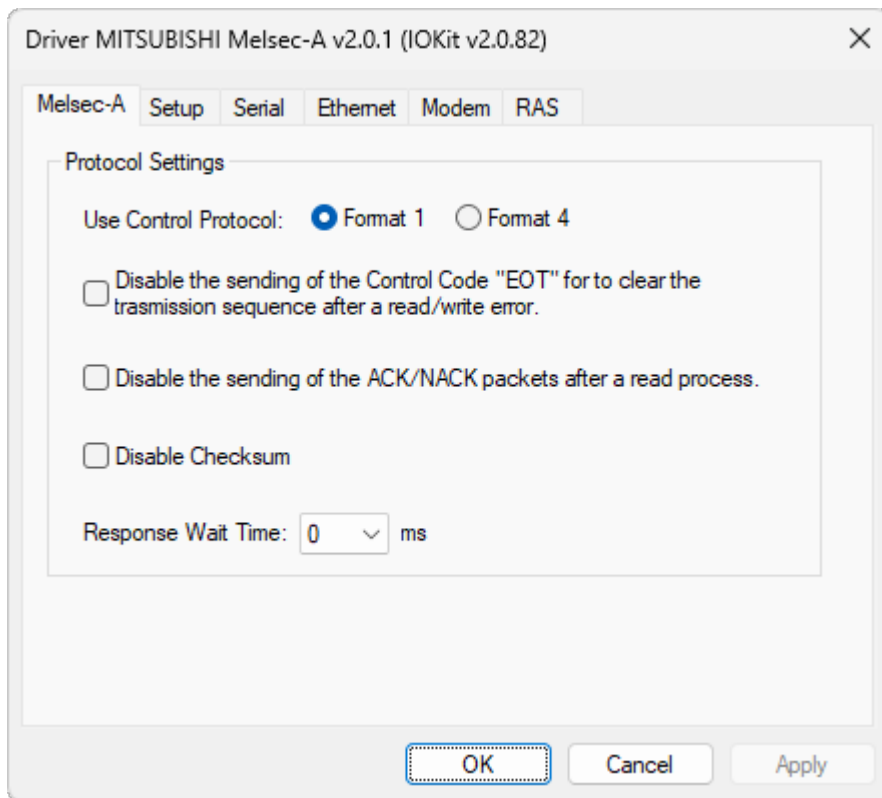 Driver MITSUBISHI Melsec-A v2.0.1 (IOKit v2.0.82)
Melsec-A Setup Serial Ethernet Modem RAS
Protocol Settings
Use Control Protocol: Format 1 Format 4
Disable the sending of the Control Code "EOT" for to clear the
trasmission sequence after a read/write error.
Disable the sending of the ACK/NACK packets after a read process.
Disable Checksum
Response Wait Time: 0 ms
OK Cancel Apply